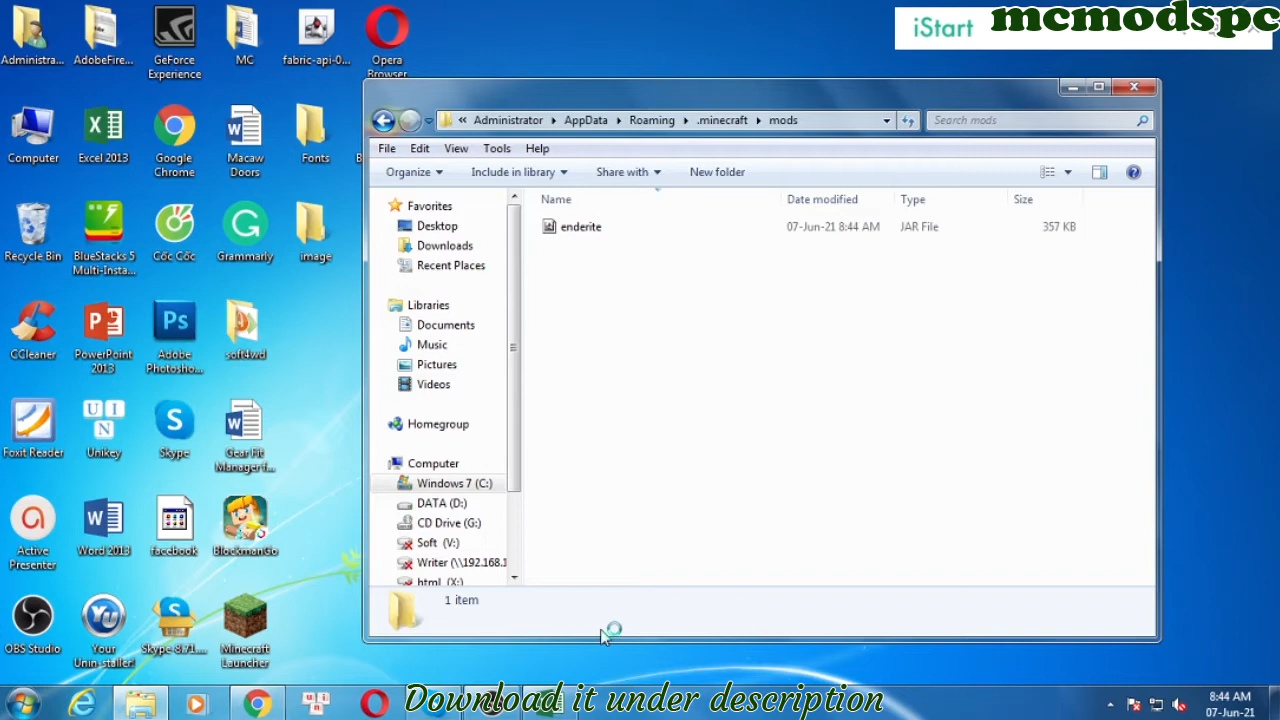 iStart
mcmodspc
Administra...
AdobeFire...
GeForce
Experience
MC
fabric-api-0...
Opera
Browser
« Administrator AppData Roaming .minecraft mods
Search mods
File Edit View Tools Help
Organize Include in library Share with New folder
Name Date modified Type Size
enderite 07-Jun-21 8:44 AM JAR File 357 KB
Favorites
Desktop
Downloads
Recent Places
Libraries
Documents
Music
Pictures
Videos
Homegroup
Computer
Windows 7 (C:)
DATA (D:)
CD Drive (G:)
Soft (V:)
Writer (\\192.168.1
html (X:)
1 item
Computer
Excel 2013
Google
Chrome
Macaw
Doors
Fonts
Recycle Bin
BlueStacks 5
Multi-Insta...
Cốc Cốc
Grammarly
image
CCleaner
PowerPoint
2013
Adobe
Photosho...
soft4wd
Foxit Reader
UIN
Unikey
Skype
Gear Fit
Manager f...
Active
Presenter
Word 2013
facebook
BlockmanGo
OBS Studio
Your
Unin-staller!
Skype-8.71....
Minecraft
Launcher
Download it under description
8:44 AM
07-Jun-21